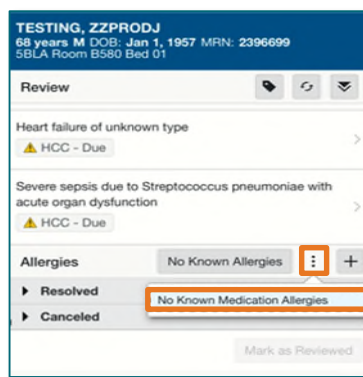 TESTING, ZZPRODJ
68 years M DOB: Jan 1, 1957 MRN: 2396699
5BLA Room B580 Bed 01
Review
Heart failure of unknown type
HCC - Due
Severe sepsis due to Streptococcus pneumoniae with
acute organ dysfunction
HCC - Due
Allergies No Known Allergies
Resolved
No Known Medication Allergies
Canceled
Mark as Reviewed